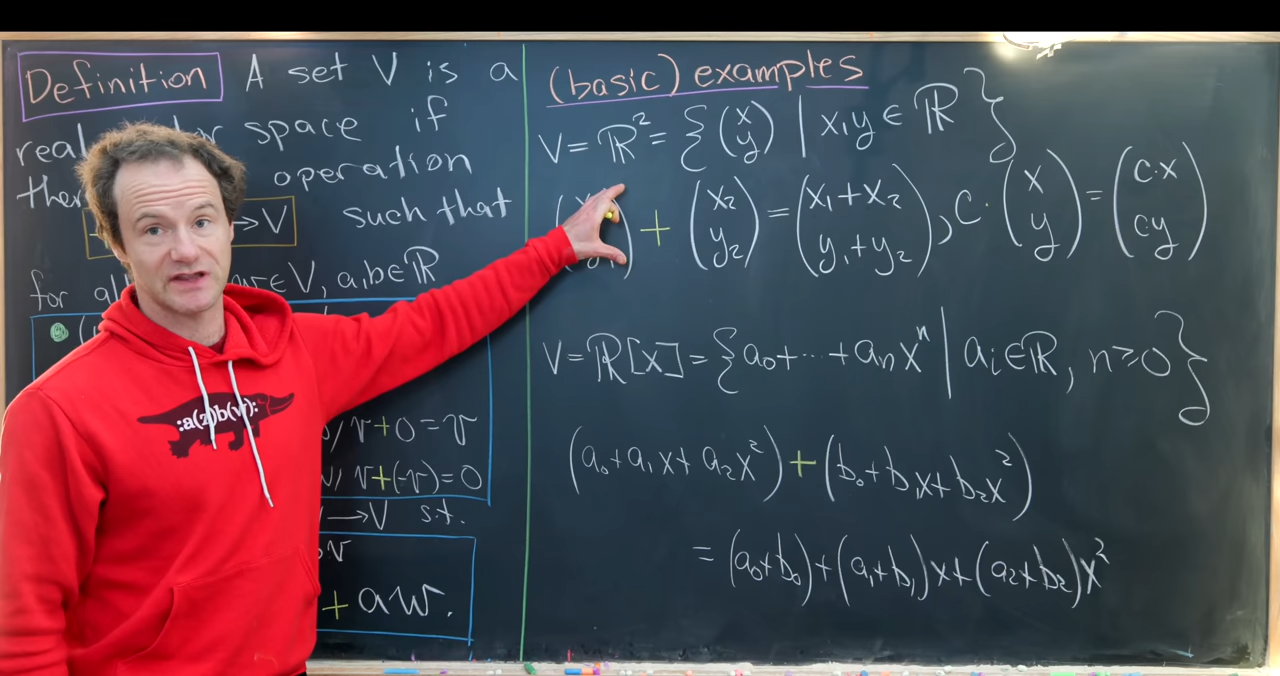 Definition A set V is a
real space if
operation
→V such that
for V, a,b∈ℝ
v+0=v
v+(-v)=0
→V s.t.
+aw.
:a(z)b(w):
(basic) examples
V=ℝ²={(x y) | x,y∈ℝ}
+ (x₂ y₂) = (x₁+x₂ y₁+y₂), c·(x y) = (c·x cy)
V=ℝ[x]={a₀+⋯+aₙxⁿ | aᵢ∈ℝ, n≥0}
(a₀+a₁x+a₂x²)+(b₀+b₁x+b₂x²)
=(a₀+b₀)+(a₁+b₁)x+(a₂+b₂)x²